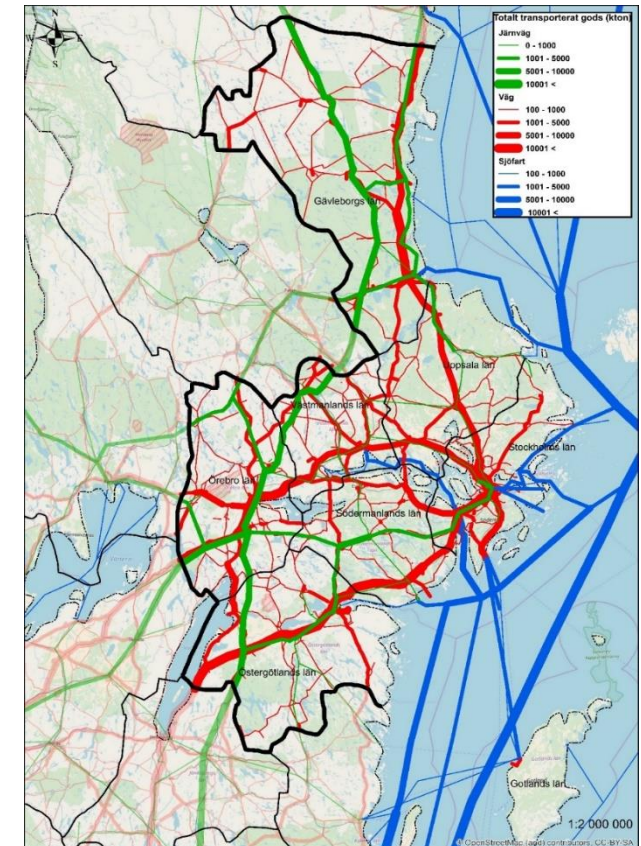 N
W
E
S
Totalt transporterat gods (kton)
Järnväg
0 - 1000
1001 - 5000
5001 - 10000
10001 <
Väg
100 - 1000
1001 - 5000
5001 - 10000
10001 <
Sjöfart
100 - 1000
1001 - 5000
5001 - 10000
10001 <
Gävleborgs län
Uppsala län
Västmanlands län
Stockholms län
Örebro län
Södermanlands län
Östergötlands län
Gotlands län
1:2 000 000
© OpenStreetMap (and) contributors, CC-BY-SA